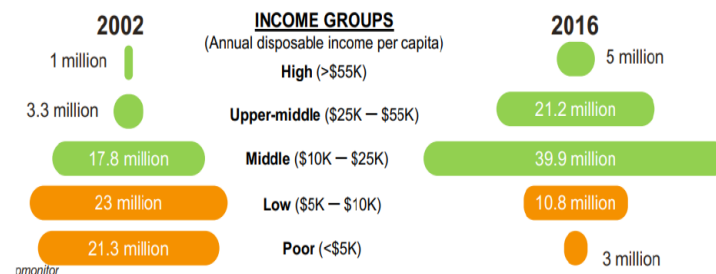 2002
INCOME GROUPS
2016
(Annual disposable income per capita)
1 million
High (>$55K)
5 million
3.3 million
Upper-middle ($25K — $55K)
21.2 million
17.8 million
Middle ($10K — $25K)
39.9 million
23 million
Low ($5K — $10K)
10.8 million
21.3 million
Poor (<$5K)
3 million